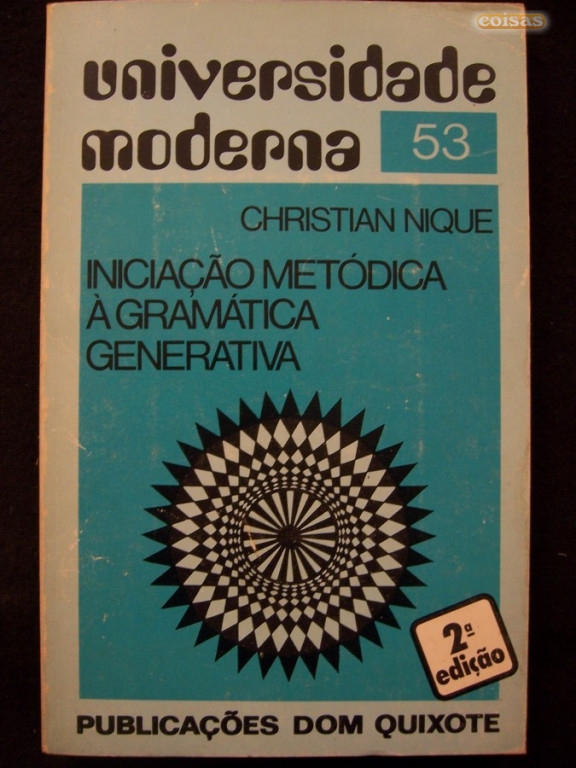 coisas
universidade
moderna 53
CHRISTIAN NIQUE
INICIAÇÃO METÓDICA
À GRAMÁTICA
GENERATIVA
2ª
edição
PUBLICAÇÕES DOM QUIXOTE